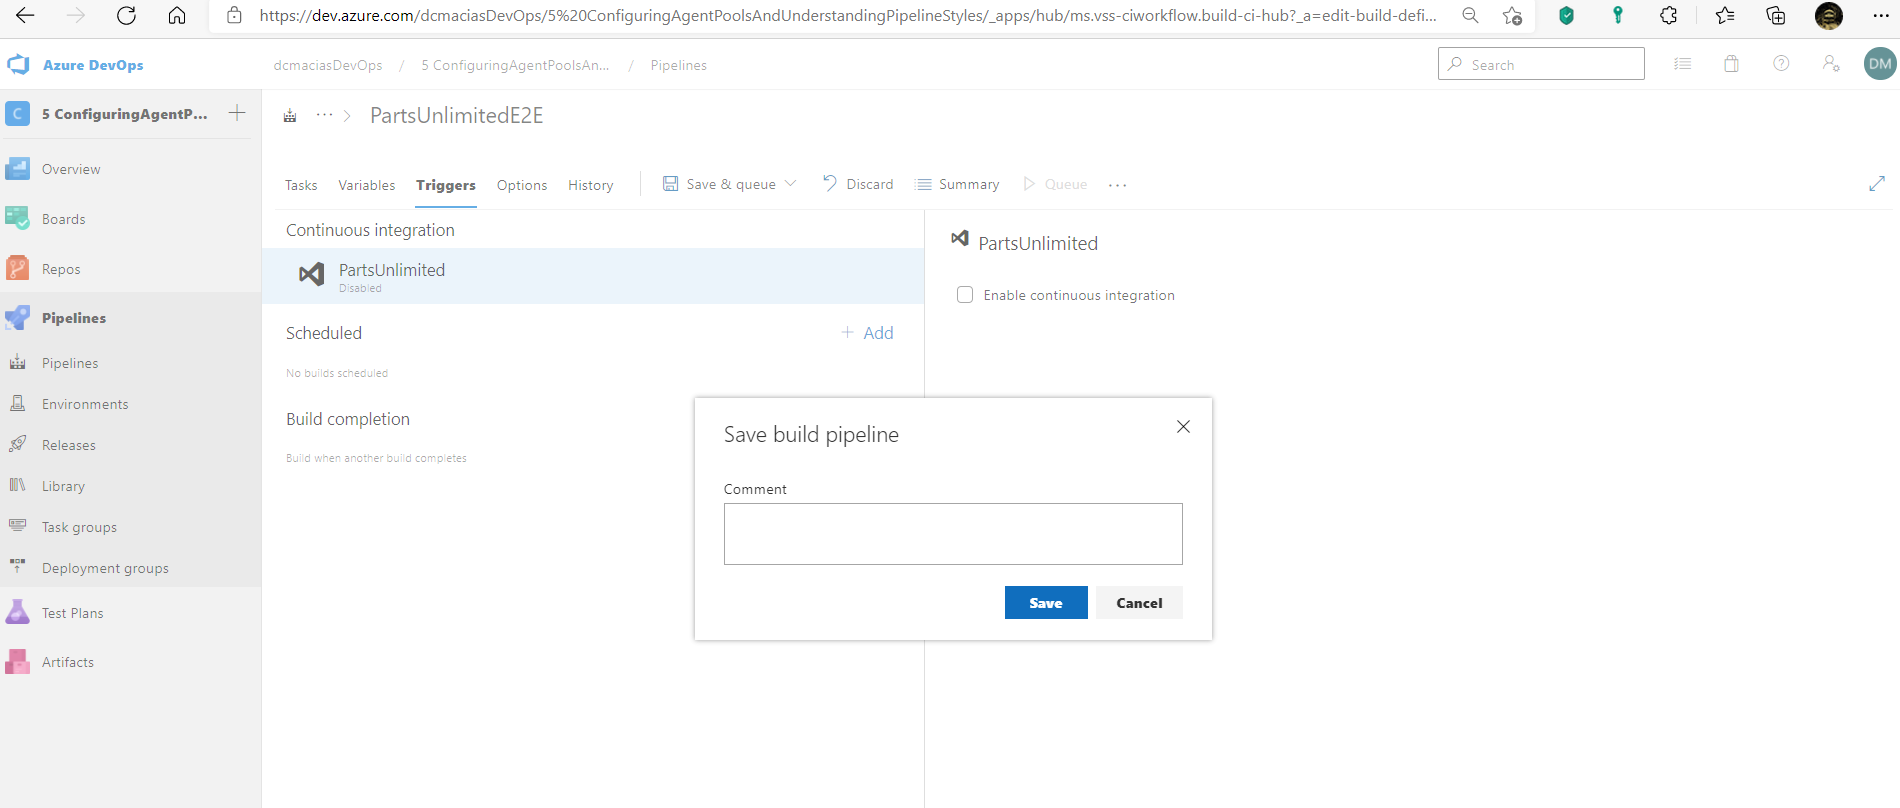 https://dev.azure.com/dcmaciasDevOps/5%20ConfiguringAgentPoolsAndUnderstandingPipelineStyles/_apps/hub/ms.vss-ciworkflow.build-ci-hub?_a=edit-build-defi...
Azure DevOps
dcmaciasDevOps / 5 ConfiguringAgentPoolsAn... / Pipelines
Search
DM
C
5 ConfiguringAgentP...
PartsUnlimitedE2E
Overview
Boards
Repos
Pipelines
Pipelines
Environments
Releases
Library
Task groups
Deployment groups
Test Plans
Artifacts
Tasks Variables Triggers Options History Save & queue Discard Summary Queue ...
Continuous integration
PartsUnlimited
Disabled
Scheduled
+ Add
No builds scheduled
Build completion
Build when another build completes
PartsUnlimited
Enable continuous integration
Save build pipeline
Comment
Save Cancel